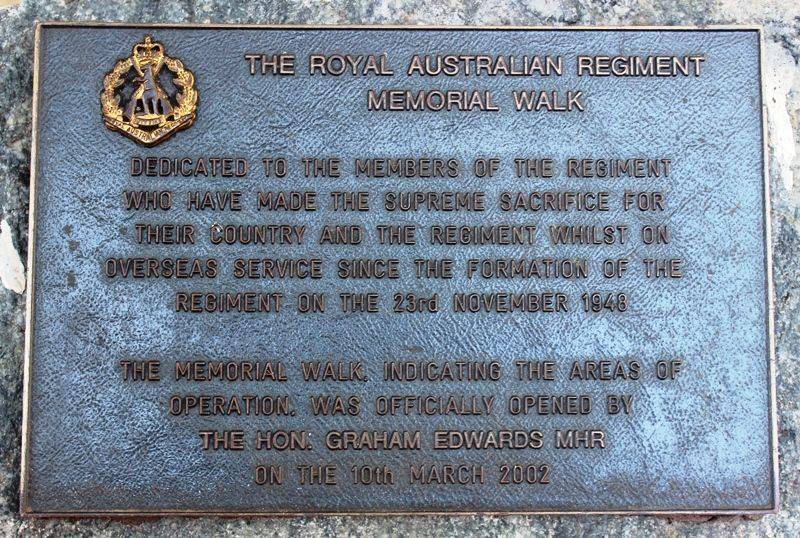 THE ROYAL AUSTRALIAN REGIMENT
MEMORIAL WALK
DEDICATED TO THE MEMBERS OF THE REGIMENT
WHO HAVE MADE THE SUPREME SACRIFICE FOR
THEIR COUNTRY AND THE REGIMENT WHILST ON
OVERSEAS SERVICE SINCE THE FORMATION OF THE
REGIMENT ON THE 23rd NOVEMBER 1948
THE MEMORIAL WALK, INDICATING THE AREAS OF
OPERATION, WAS OFFICIALLY OPENED BY
THE HON. GRAHAM EDWARDS MHR
ON THE 10th MARCH 2002